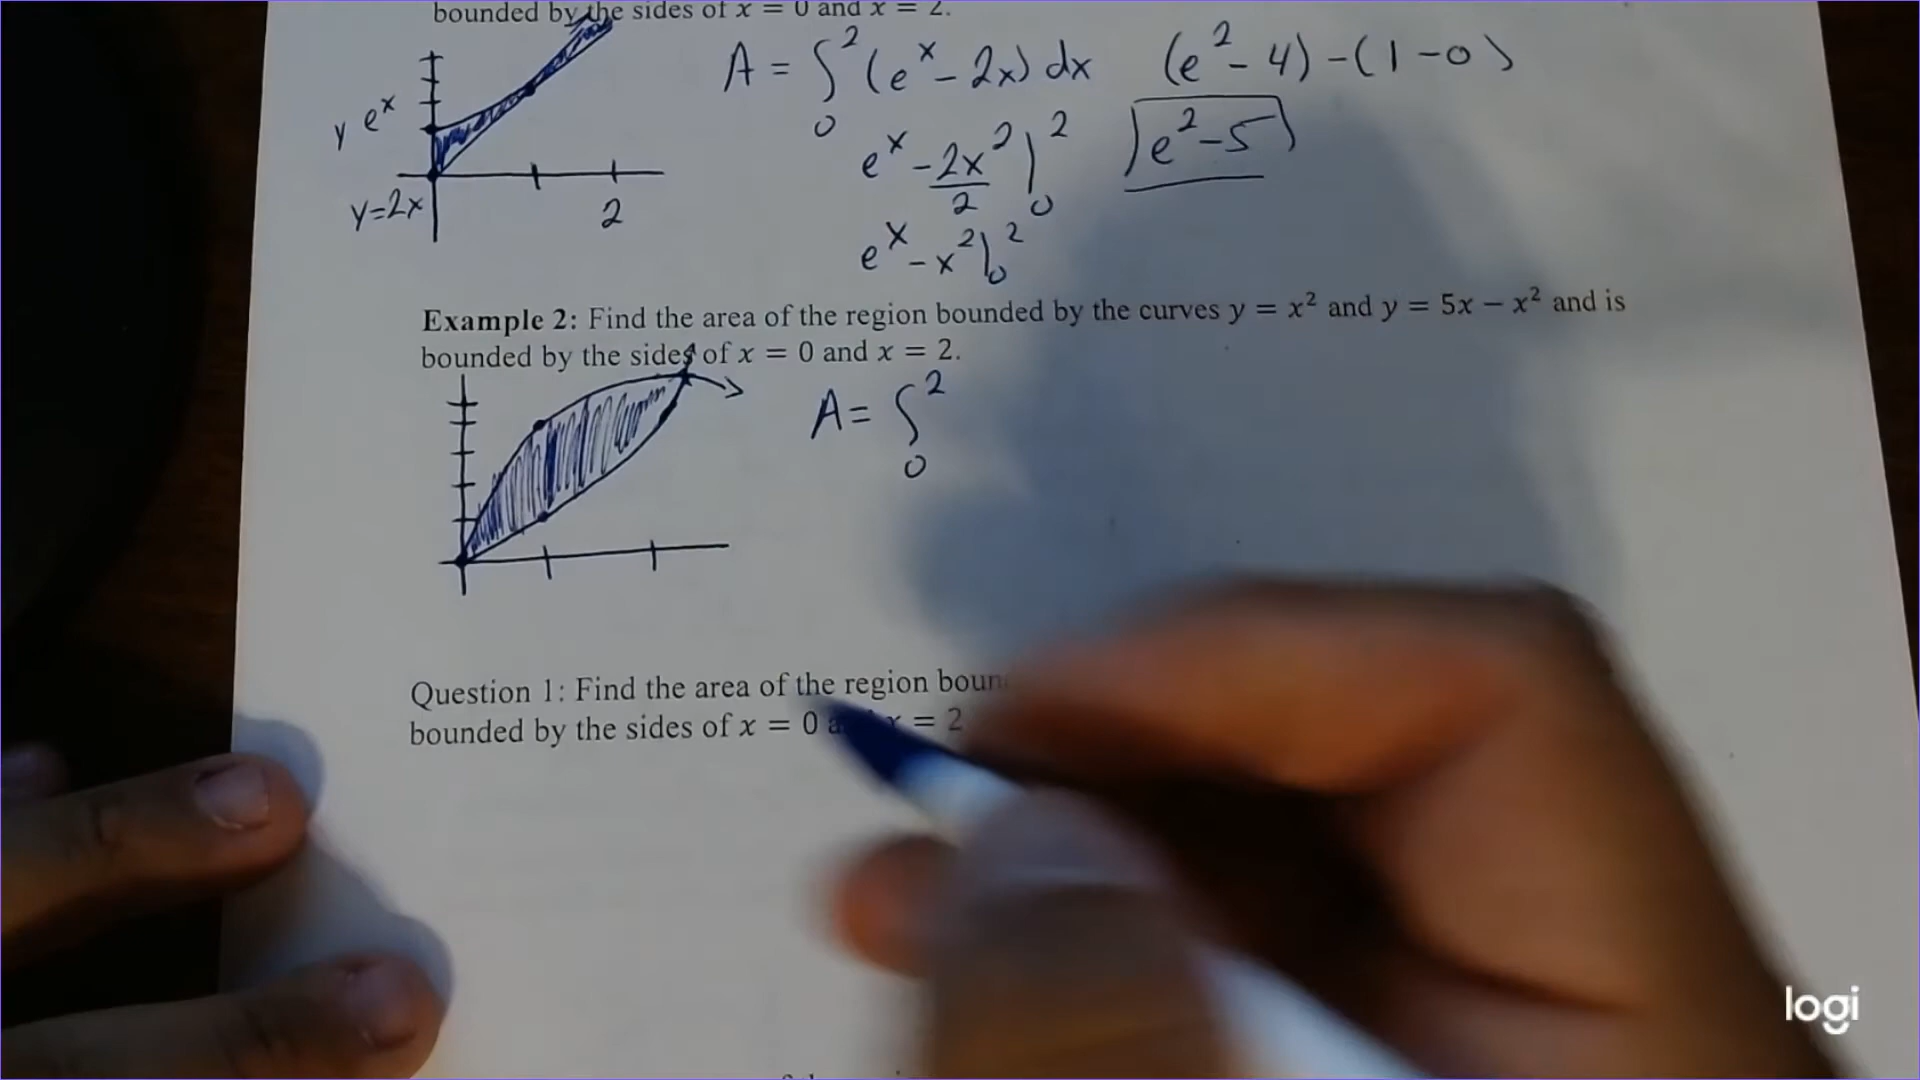 bounded by the sides of x = 0 and x = 2.
A = ∫₀² (eˣ - 2x) dx (e² - 4) - (1 - 0)
y eˣ
eˣ - 2x²/2 |₀² e² - 5
y=2x
2
eˣ - x² |₀²
Example 2: Find the area of the region bounded by the curves y = x² and y = 5x − x² and is
bounded by the sides of x = 0 and x = 2.
A = ∫₀²
Question 1: Find the area of the region boun
bounded by the sides of x = 0 = 2
logi